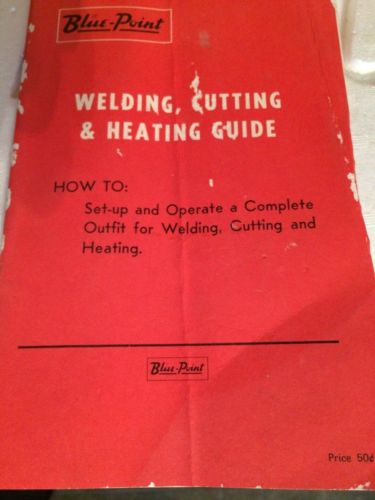 Blue-Point
WELDING, CUTTING
& HEATING GUIDE
HOW TO:
Set-up and Operate a Complete
Outfit for Welding, Cutting and
Heating.
Blue-Point
Price 50¢